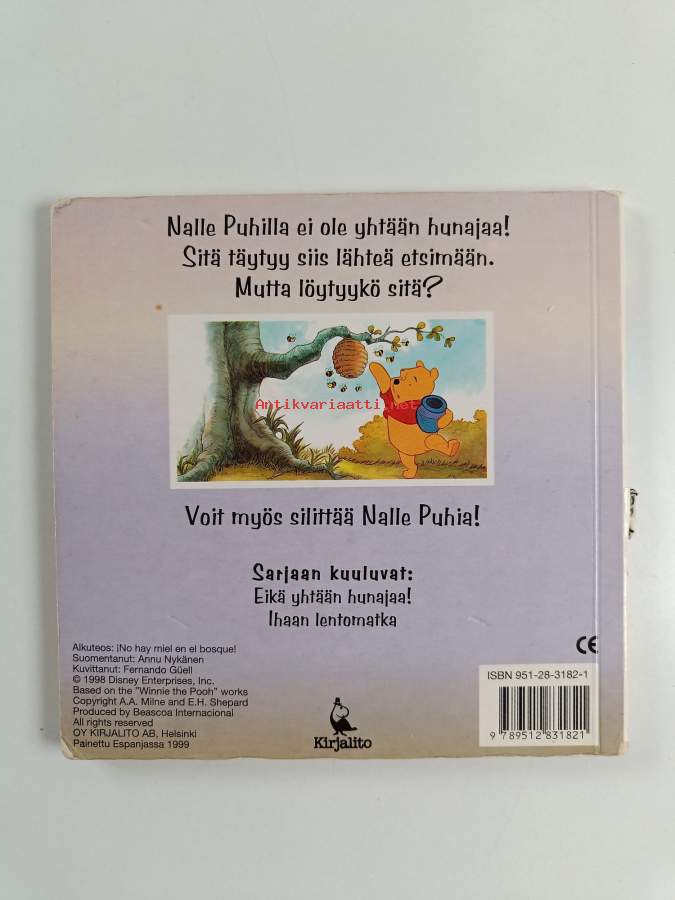 Nalle Puhilla ei ole yhtään hunajaa!
Sitä täytyy siis lähteä etsimään.
Mutta löytyykö sitä?
Antikvariaatti.net
Voit myös silittää Nalle Puhia!
Sarjaan kuuluvat:
Eikä yhtään hunajaa!
Ihaan lentomatka
Alkuteos: ¡No hay miel en el bosque!
Suomentanut: Annu Nykänen
Kuvittanut: Fernando Güell
© 1998 Disney Enterprises, Inc.
Based on the "Winnie the Pooh" works
Copyright A.A. Milne and E.H. Shepard
Produced by Beascoa Internacional
All rights reserved
OY KIRJALITO AB, Helsinki
Painettu Espanjassa 1999
Kirjalito
CE
ISBN 951-28-3182-1
9 789512 831821